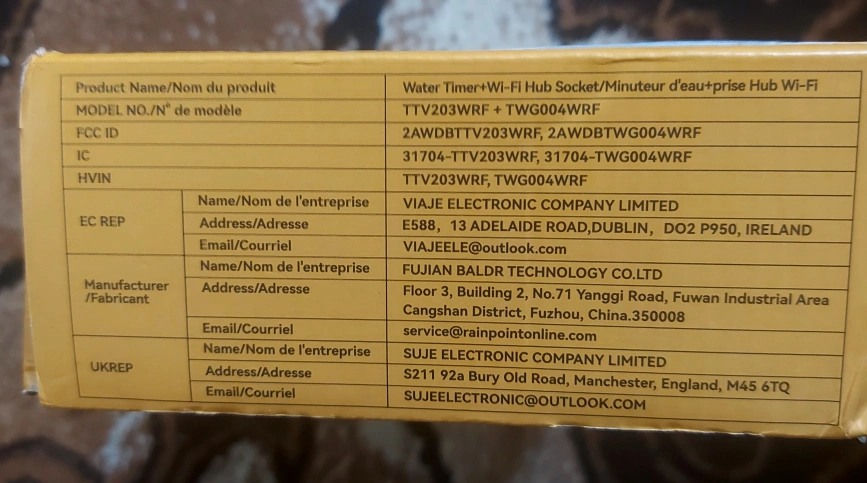 Product Name/Nom du produit Water Timer+Wi-Fi Hub Socket/Minuteur d'eau+prise Hub Wi-Fi
MODEL NO./N° de modèle TTV203WRF + TWG004WRF
FCC ID 2AWDBTTV203WRF, 2AWDBTWG004WRF
IC 31704-TTV203WRF, 31704-TWG004WRF
HVIN TTV203WRF, TWG004WRF
EC REP
Name/Nom de l'entreprise VIAJE ELECTRONIC COMPANY LIMITED
Address/Adresse E588, 13 ADELAIDE ROAD,DUBLIN, DO2 P950, IRELAND
Email/Courriel VIAJEELE@outlook.com
Manufacturer
/Fabricant
Name/Nom de l'entreprise FUJIAN BALDR TECHNOLOGY CO.LTD
Address/Adresse Floor 3, Building 2, No.71 Yanggi Road, Fuwan Industrial Area
Cangshan District, Fuzhou, China.350008
Email/Courriel service@rainpointonline.com
UKREP
Name/Nom de l'entreprise SUJE ELECTRONIC COMPANY LIMITED
Address/Adresse S211 92a Bury Old Road, Manchester, England, M45 6TQ
Email/Courriel SUJEELECTRONIC@OUTLOOK.COM